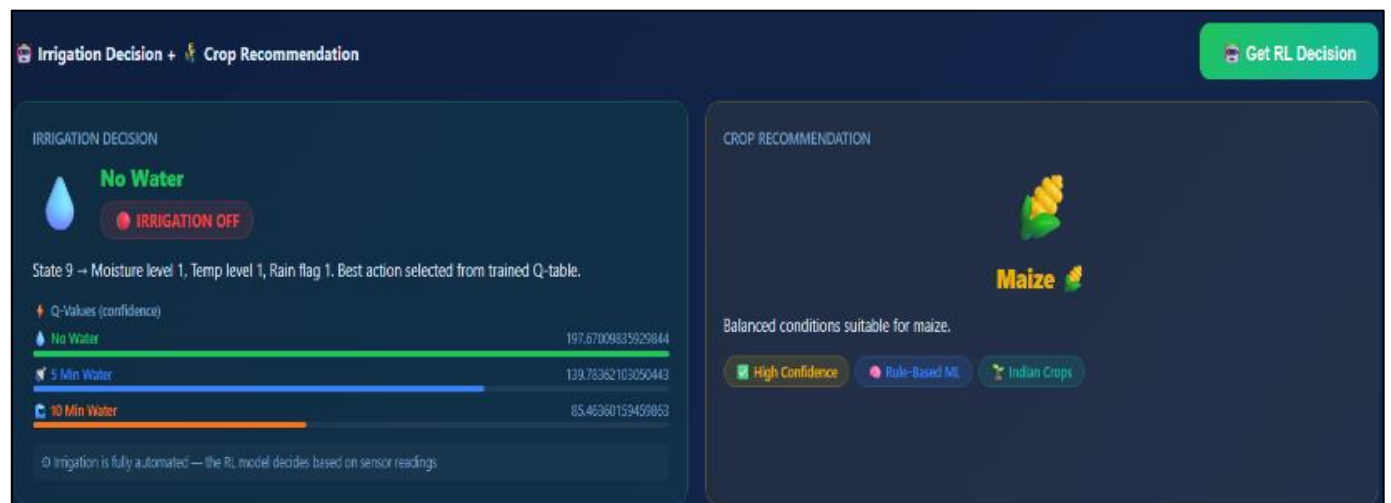 Irrigation Decision + Crop Recommendation
Get RL Decision
IRRIGATION DECISION
No Water
IRRIGATION OFF
State 9 → Moisture level 1, Temp level 1, Rain flag 1. Best action selected from trained Q-table.
Q-Values (confidence)
No Water 197.67009835929844
5 Min Water 139.78362103050443
10 Min Water 85.46360159459863
Irrigation is fully automated — the RL model decides based on sensor readings
CROP RECOMMENDATION
Maize
Balanced conditions suitable for maize.
High Confidence
Rule-Based ML
Indian Crops